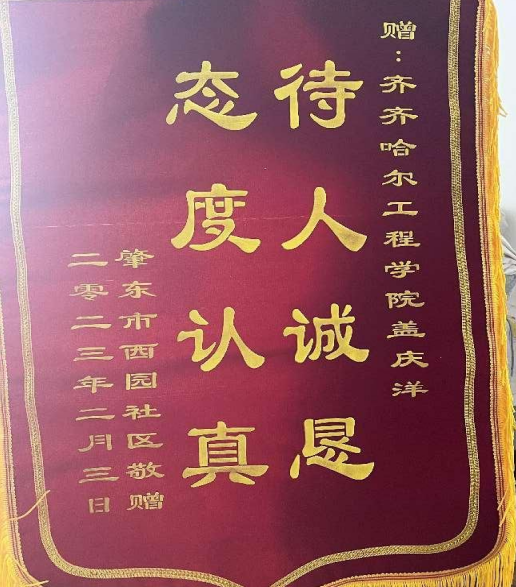 赠：齐齐哈尔工程学院盖庆洋
待人诚恳
态度认真
肇东市西园社区敬赠
二零二三年二月三日